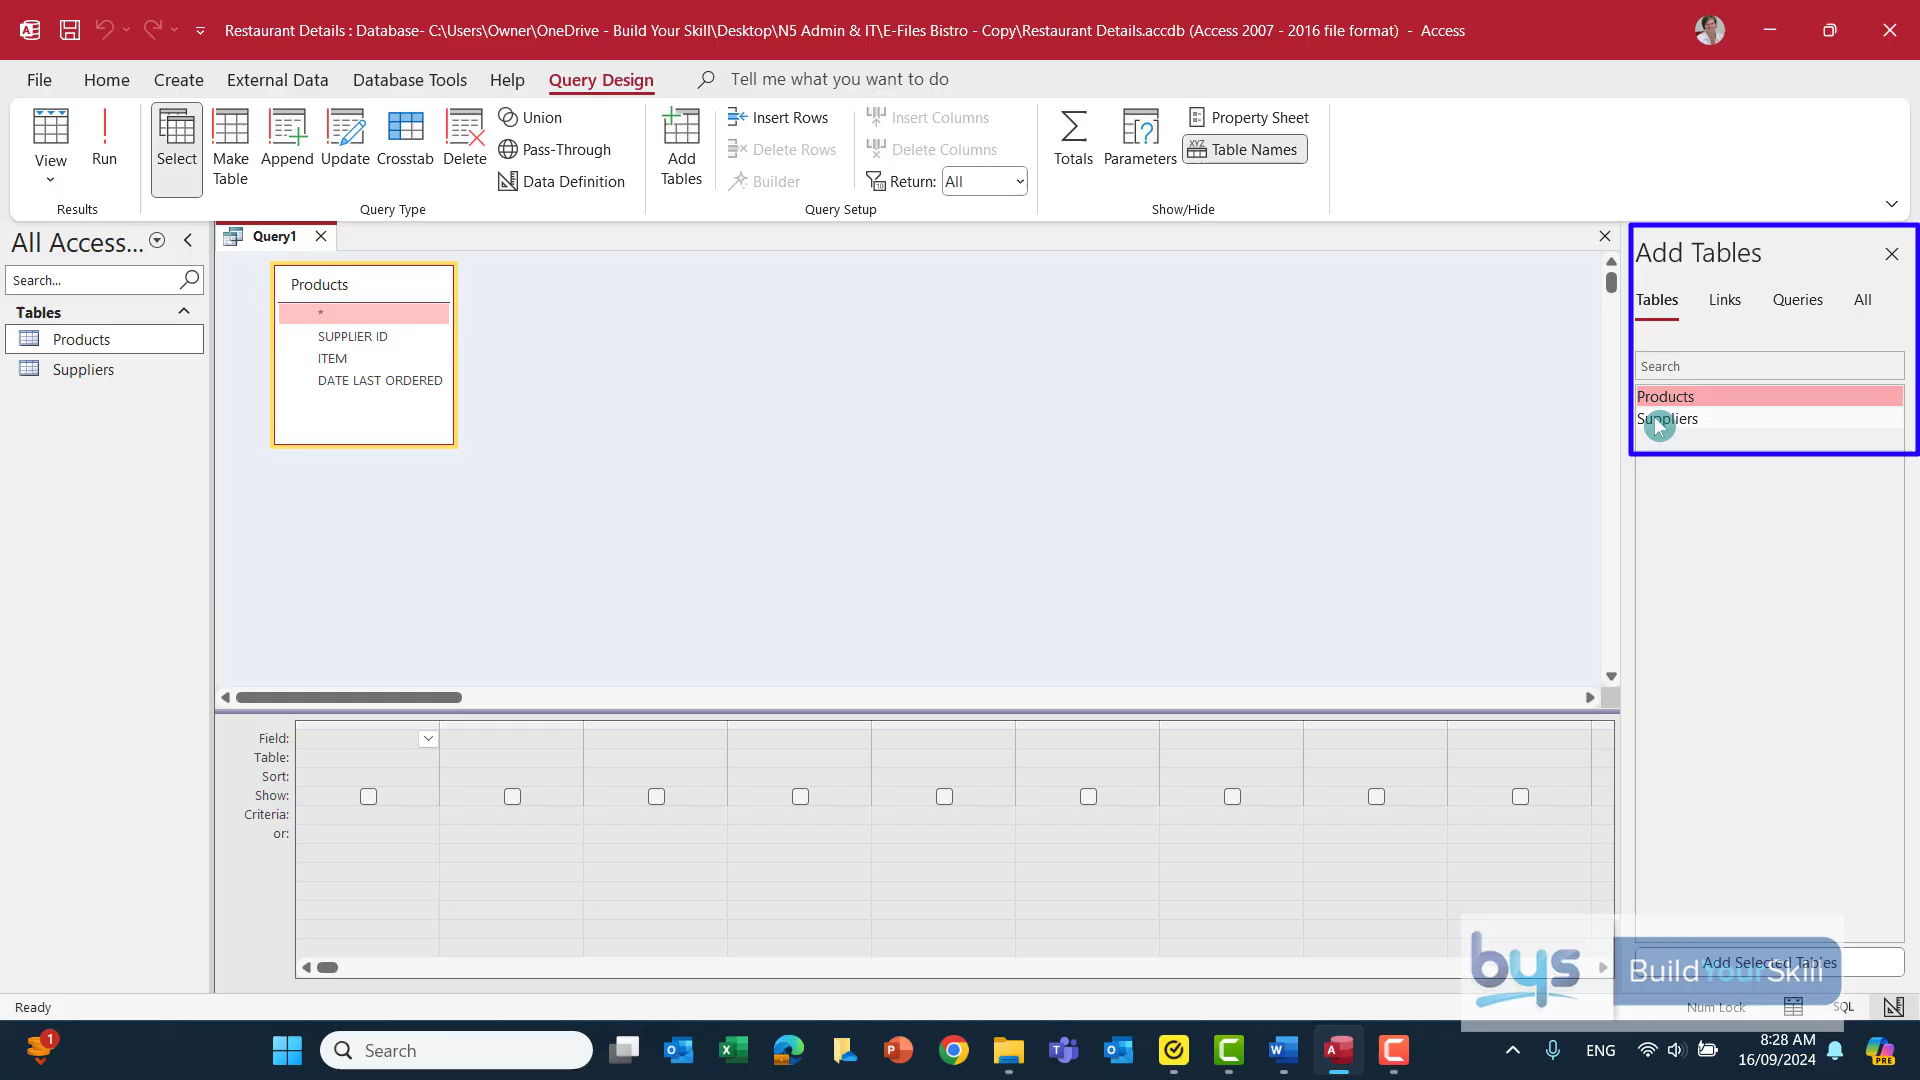 Restaurant Details : Database- C:\Users\Owner\OneDrive - Build Your Skill\Desktop\N5 Admin & IT\E-Files Bistro - Copy\Restaurant Details.accdb (Access 2007 - 2016 file format) - Access
File Home Create External Data Database Tools Help Query Design Tell me what you want to do
View
Run
Results
Select
Make Table
Append
Update
Crosstab
Delete
Union
Pass-Through
Data Definition
Query Type
Add Tables
Insert Rows
Delete Rows
Builder
Insert Columns
Delete Columns
Return: All
Query Setup
Totals
Parameters
Property Sheet
XYZ Table Names
Show/Hide
All Access...
Search...
Tables
Products
Suppliers
Query1
Products
*
SUPPLIER ID
ITEM
DATE LAST ORDERED
Field:
Table:
Sort:
Show:
Criteria:
or:
Add Tables
Tables Links Queries All
Search
Products
Suppliers
Add Selected Tables
bys BuildYourSkill
Ready
Num Lock
SQL
1
Search
ENG
8:28 AM
16/09/2024
PRE